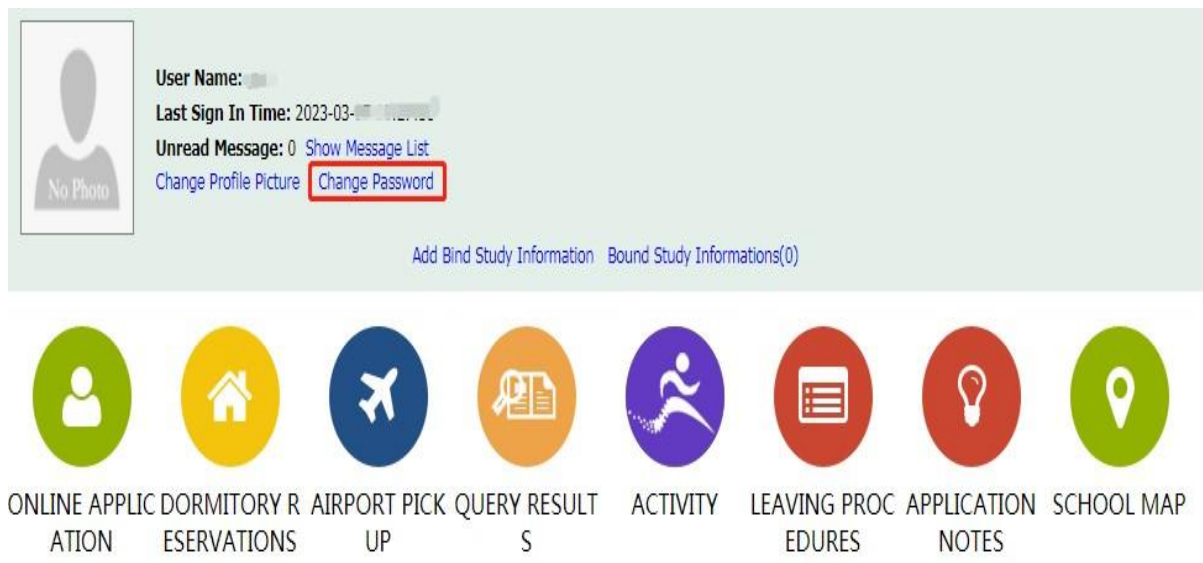 No Photo
User Name:
Last Sign In Time: 2023-03-
Unread Message: 0 Show Message List
Change Profile Picture Change Password
Add Bind Study Information Bound Study Informations(0)
ONLINE APPLIC DORMITORY R AIRPORT PICK QUERY RESULT ACTIVITY LEAVING PROC APPLICATION SCHOOL MAP
ATION ESERVATIONS UP S EDURES NOTES